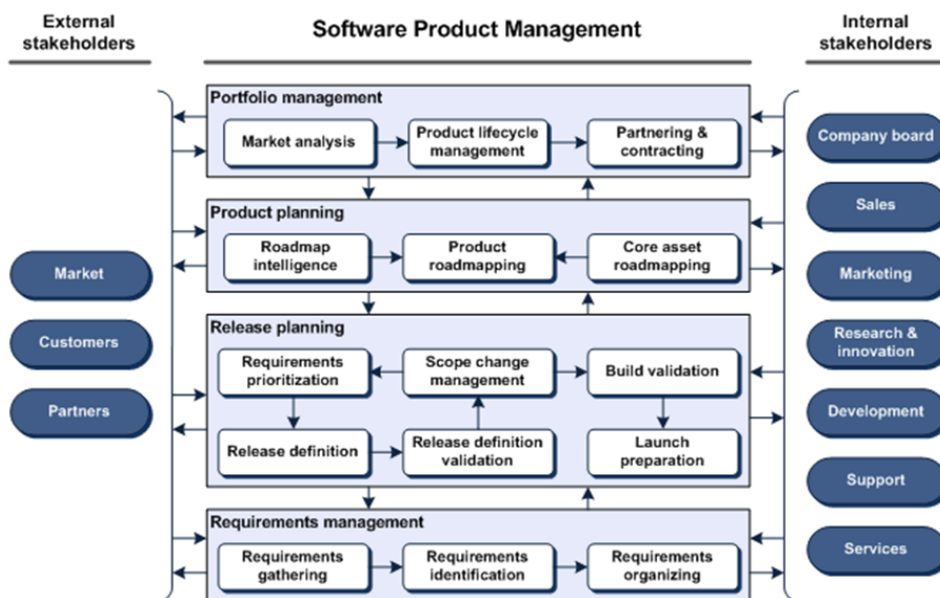 External
stakeholders
Software Product Management
Internal
stakeholders
Portfolio management
Market analysis
Product lifecycle
management
Partnering &
contracting
Product planning
Roadmap
intelligence
Product
roadmapping
Core asset
roadmapping
Release planning
Requirements
prioritization
Scope change
management
Build validation
Release definition
Release definition
validation
Launch
preparation
Requirements management
Requirements
gathering
Requirements
identification
Requirements
organizing
Market
Customers
Partners
Company board
Sales
Marketing
Research &
innovation
Development
Support
Services